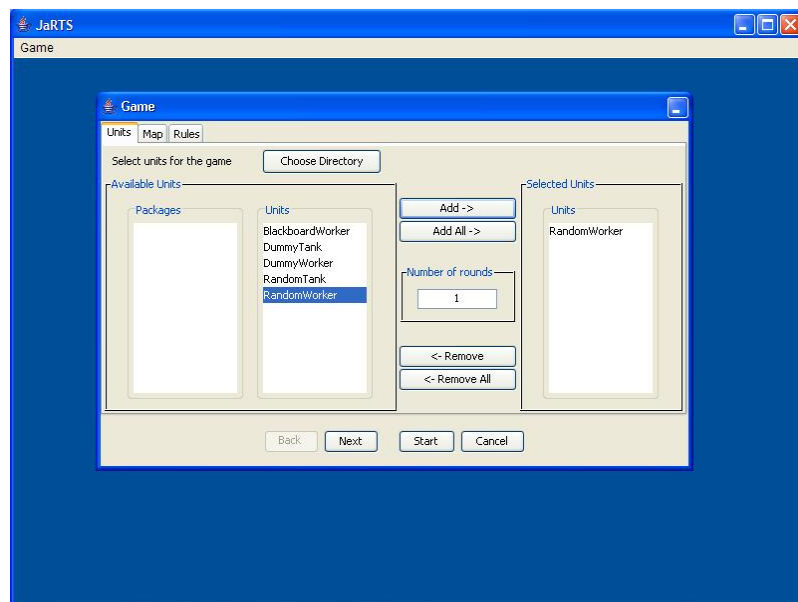 JaRTS
Game
Game
Units Map Rules
Select units for the game Choose Directory
Available Units
Packages
Units
BlackboardWorker
DummyTank
DummyWorker
RandomTank
RandomWorker
Add ->
Add All ->
Number of rounds
1
<- Remove
<- Remove All
Selected Units
Units
RandomWorker
Back Next Start Cancel